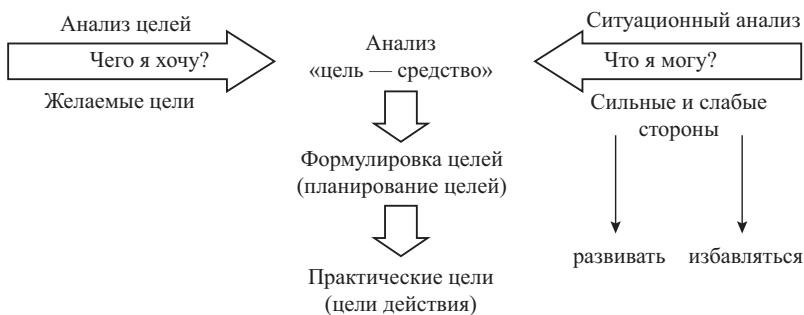 Анализ целей
Чего я хочу?
Желаемые цели
Анализ
«цель — средство»
Формулировка целей
(планирование целей)
Практические цели
(цели действия)
Ситуационный анализ
Что я могу?
Сильные и слабые
стороны
развивать избавляться